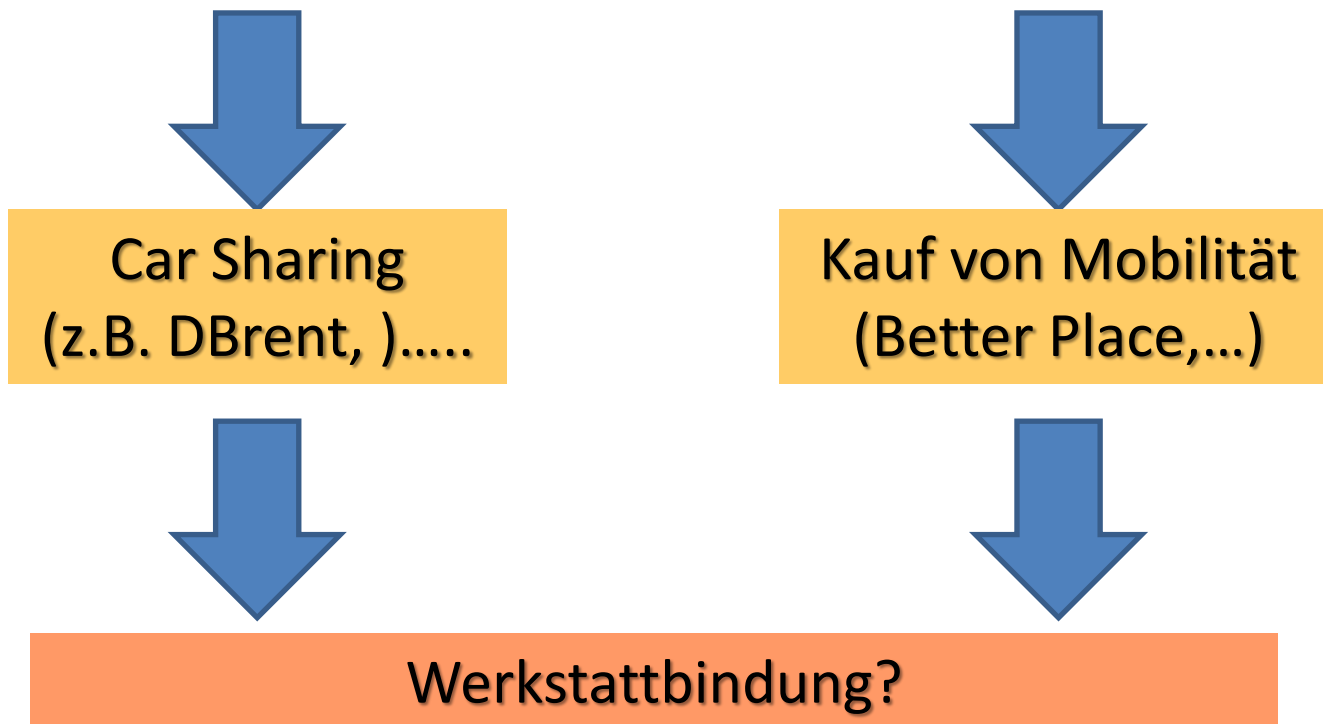 Car Sharing
(z.B. DBrent, )…..
Kauf von Mobilität
(Better Place,…)
Werkstattbindung?